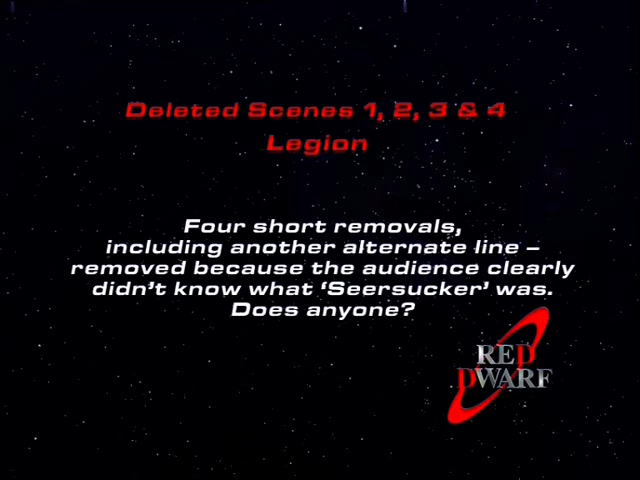 Deleted Scenes 1, 2, 3 & 4
Legion
Four short removals,
including another alternate line –
removed because the audience clearly
didn't know what 'Seersucker' was.
Does anyone?
RED
DWARF